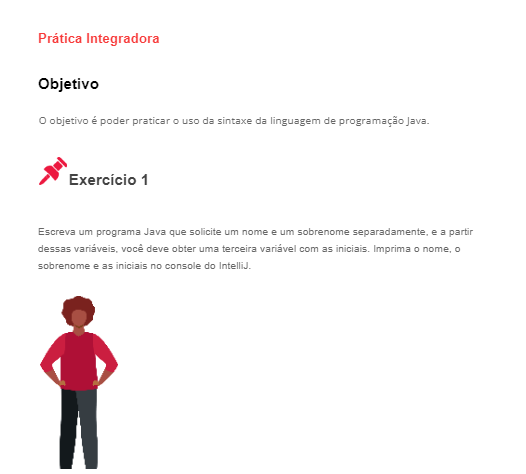 Prática Integradora
Objetivo
O objetivo é poder praticar o uso da sintaxe da linguagem de programação Java.
Exercício 1
Escreva um programa Java que solicite um nome e um sobrenome separadamente, e a partir
dessas variáveis, você deve obter uma terceira variável com as iniciais. Imprima o nome, o
sobrenome e as iniciais no console do IntelliJ.